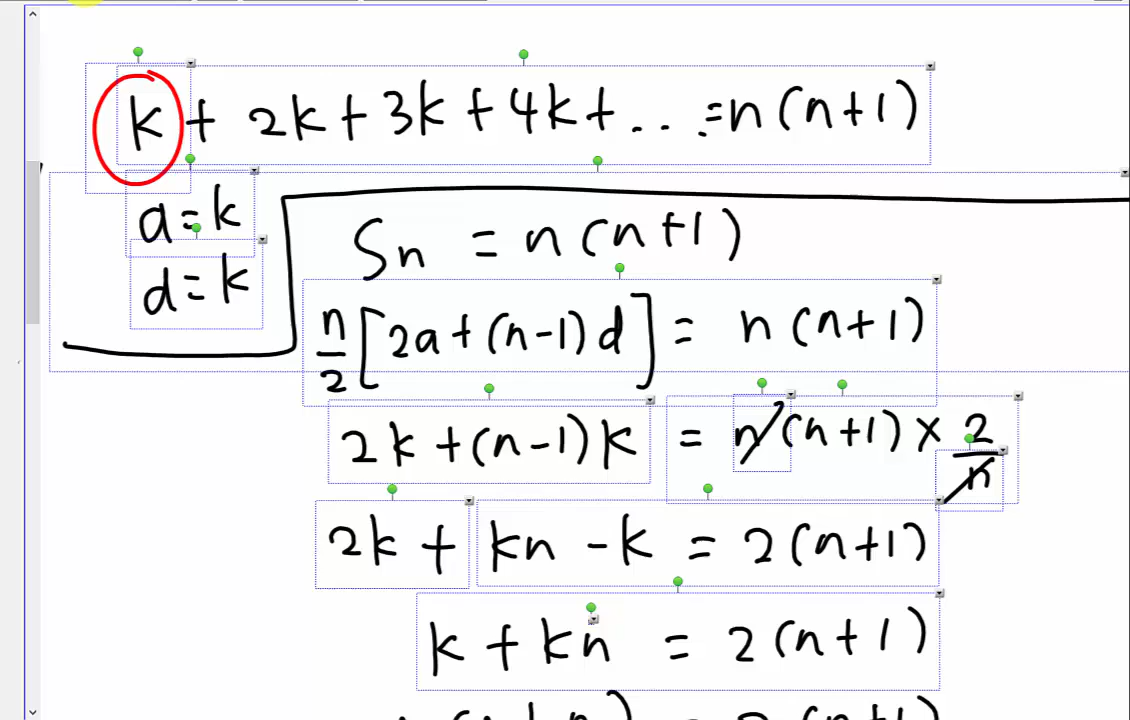 k + 2k + 3k + 4k + ... = n(n+1)
a = k
d = k
Sn = n(n+1)
n/2 [2a + (n-1)d] = n(n+1)
2k + (n-1)k = n(n+1) × 2/n
2k + kn - k = 2(n+1)
k + kn = 2(n+1)